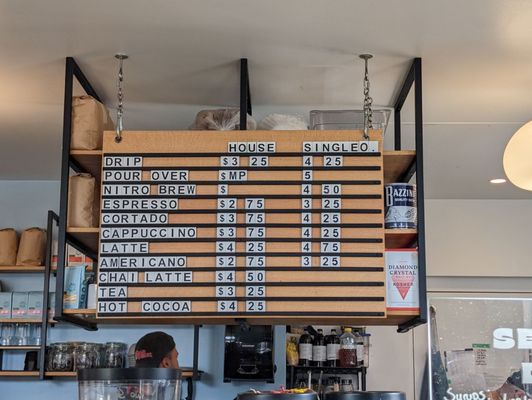 HOUSE SINGLEO.
DRIP $3 25 4 25
POUR OVER $MP 5
NITRO BREW $ 4 50
ESPRESSO $2 75 3 25
CORTADO $3 75 4 25
CAPPUCCINO $3 75 4 25
LATTE $4 25 4 75
AMERICANO $2 75 3 25
CHAI LATTE $4 50
TEA $3 25
HOT COCOA $4 25
DIAMOND
CRYSTAL
KOSHER